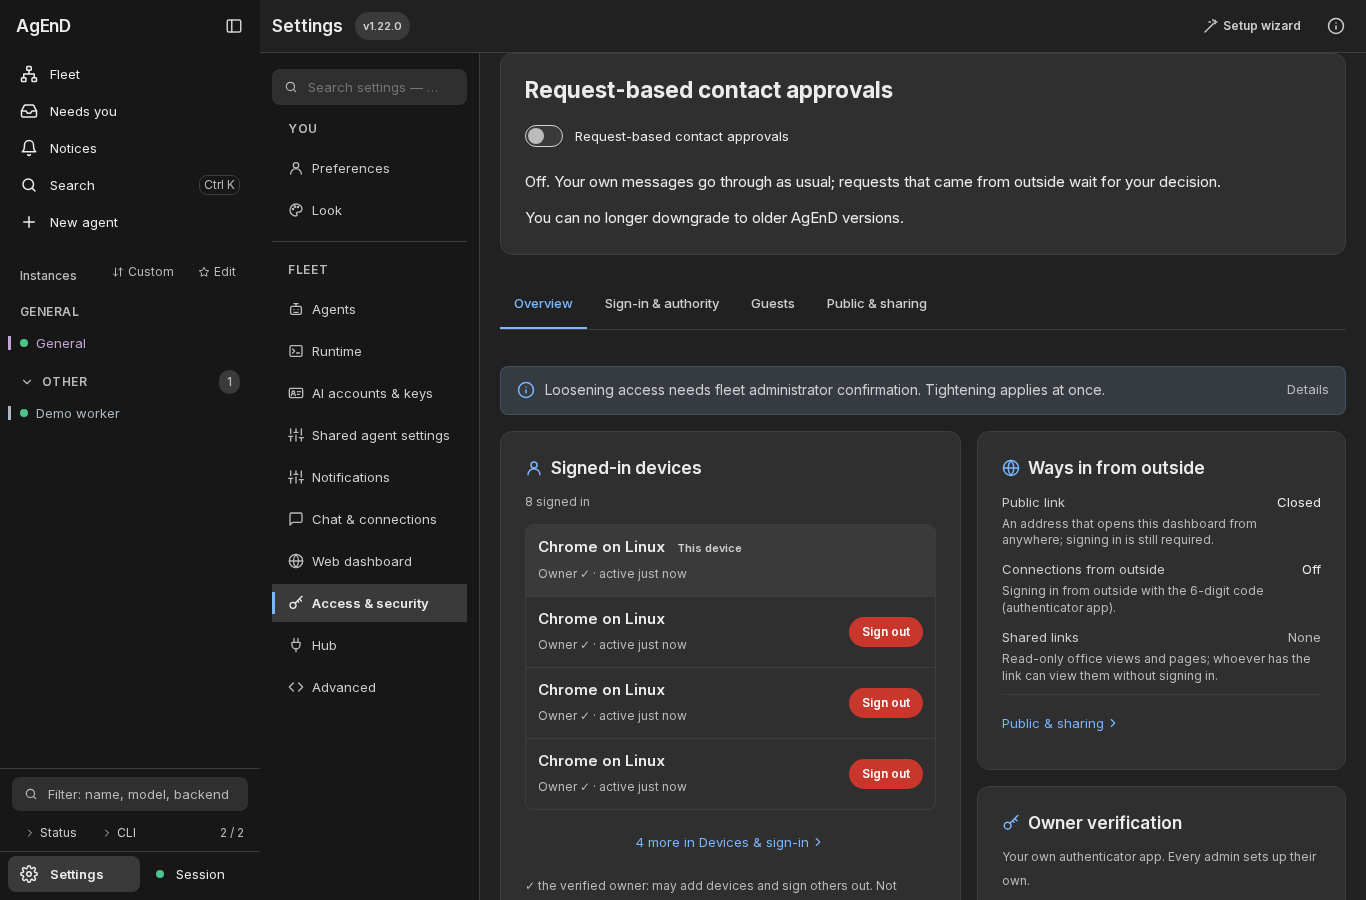 AgEnD
Fleet
Needs you
Notices
Search
Ctrl K
New agent
Instances
Custom
Edit
GENERAL
General
OTHER
1
Demo worker
Filter: name, model, backend
Status
CLI
2 / 2
Settings
Session
Settings
v1.22.0
Setup wizard
Search settings — …
YOU
Preferences
Look
FLEET
Agents
Runtime
AI accounts & keys
Shared agent settings
Notifications
Chat & connections
Web dashboard
Access & security
Hub
Advanced
Request-based contact approvals
Request-based contact approvals
Off. Your own messages go through as usual; requests that came from outside wait for your decision.
You can no longer downgrade to older AgEnD versions.
Overview
Sign-in & authority
Guests
Public & sharing
Loosening access needs fleet administrator confirmation. Tightening applies at once.
Details
Signed-in devices
8 signed in
Chrome on Linux
This device
Owner ✓ · active just now
Chrome on Linux
Owner ✓ · active just now
Sign out
Chrome on Linux
Owner ✓ · active just now
Sign out
Chrome on Linux
Owner ✓ · active just now
Sign out
4 more in Devices & sign-in
✓ the verified owner: may add devices and sign others out. Not
Ways in from outside
Public link
Closed
An address that opens this dashboard from
anywhere; signing in is still required.
Connections from outside
Off
Signing in from outside with the 6-digit code
(authenticator app).
Shared links
None
Read-only office views and pages; whoever has the
link can view them without signing in.
Public & sharing
Owner verification
Your own authenticator app. Every admin sets up their
own.